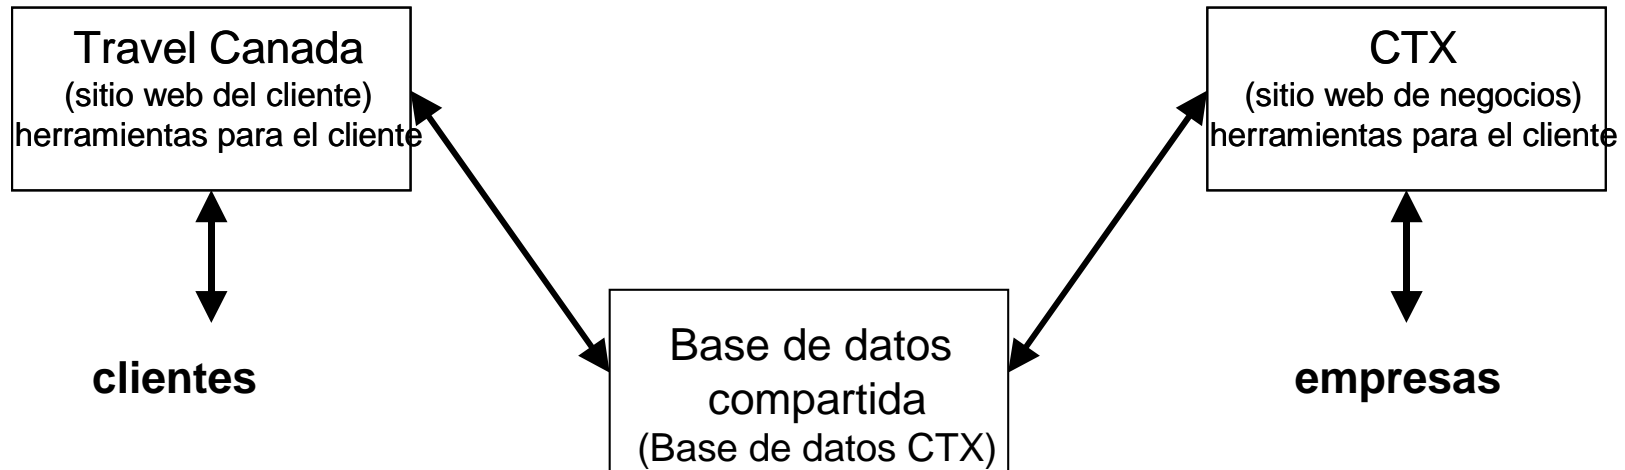 Travel Canada
(sitio web del cliente)
herramientas para el cliente
clientes
CTX
(sitio web de negocios)
herramientas para el cliente
empresas
Base de datos
compartida
(Base de datos CTX)